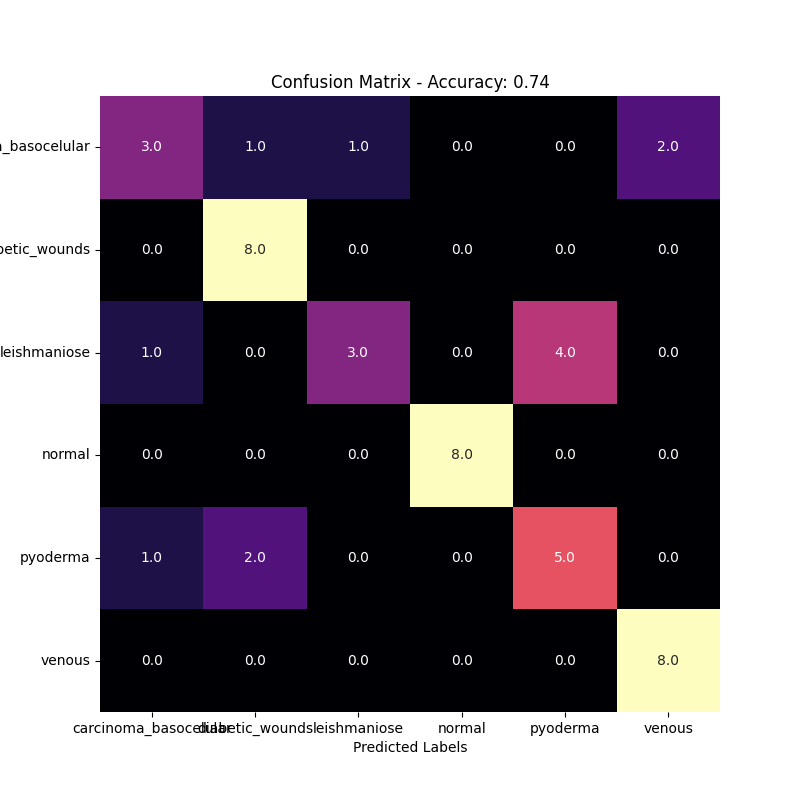 Confusion Matrix - Accuracy: 0.74
a_basocelular 3.0 1.0 1.0 0.0 0.0 2.0
betic_wounds 0.0 8.0 0.0 0.0 0.0 0.0
leishmaniose 1.0 0.0 3.0 0.0 4.0 0.0
normal 0.0 0.0 0.0 8.0 0.0 0.0
pyoderma 1.0 2.0 0.0 0.0 5.0 0.0
venous 0.0 0.0 0.0 0.0 0.0 8.0
carcinoma_basocelular diabetic_wounds leishmaniose normal pyoderma venous
Predicted Labels